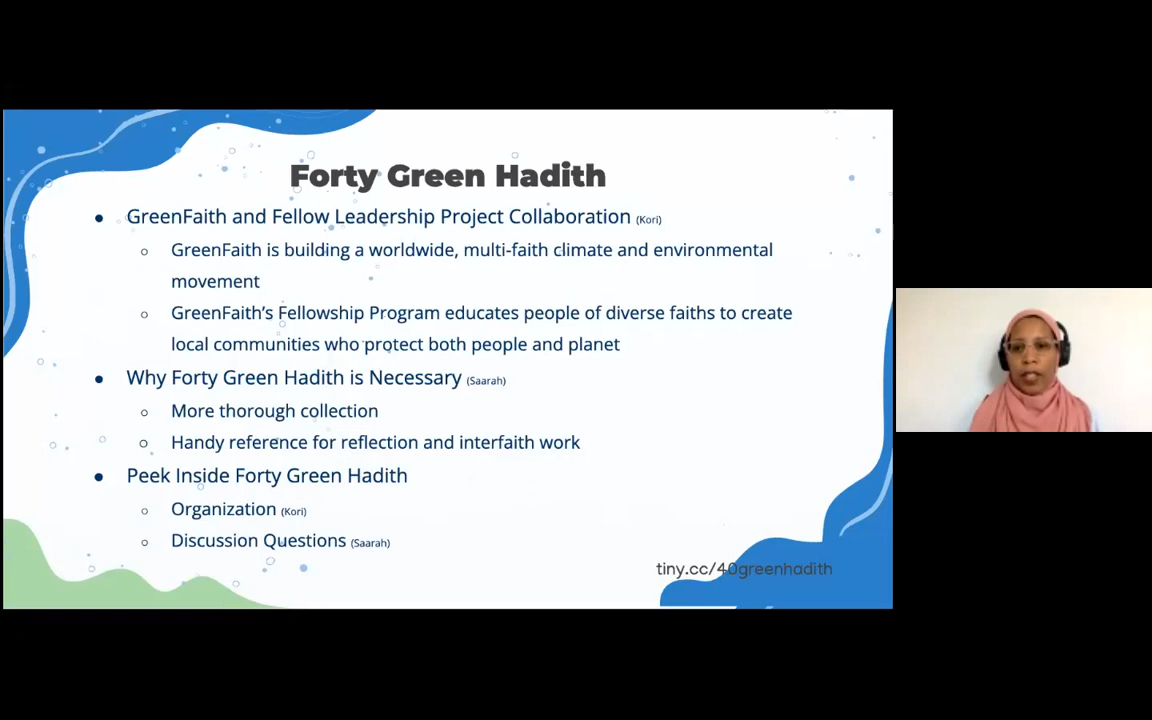 Forty Green Hadith
● GreenFaith and Fellow Leadership Project Collaboration (Kori)
○ GreenFaith is building a worldwide, multi-faith climate and environmental
movement
○ GreenFaith's Fellowship Program educates people of diverse faiths to create
local communities who protect both people and planet
● Why Forty Green Hadith is Necessary (Saarah)
○ More thorough collection
○ Handy reference for reflection and interfaith work
● Peek Inside Forty Green Hadith
○ Organization (Kori)
○ Discussion Questions (Saarah)
tiny.cc/40greenhadith